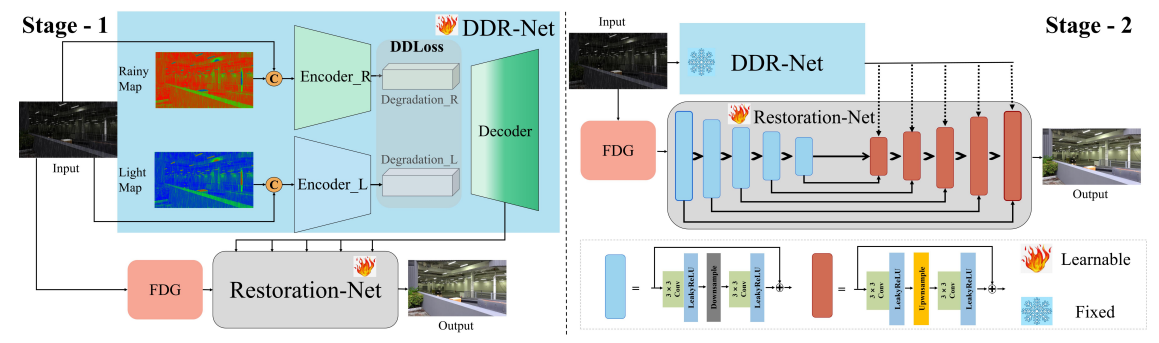 Stage - 1
DDR-Net
DDLoss
Rainy
Map
C
Encoder_R
Degradation_R
Decoder
Input
Light
Map
C
Encoder_L
Degradation_L
FDG
Restoration-Net
Output
Input
Stage - 2
DDR-Net
Restoration-Net
FDG
Output
=
3 × 3
Conv
LeakyReLU
Downsample
3 × 3
Conv
LeakyReLU
=
3 × 3
Conv
LeakyReLU
Upwnsample
3 × 3
Conv
LeakyReLU
Learnable
Fixed